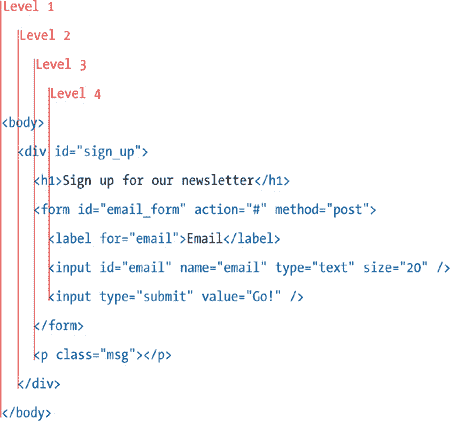 Level 1
Level 2
Level 3
Level 4
<body>
<div id="sign_up">
<h1>Sign up for our newsletter</h1>
<form id="email_form" action="#" method="post">
<label for="email">Email</label>
<input id="email" name="email" type="text" size="20" />
<input type="submit" value="Go!" />
</form>
<p class="msg"></p>
</div>
</body>